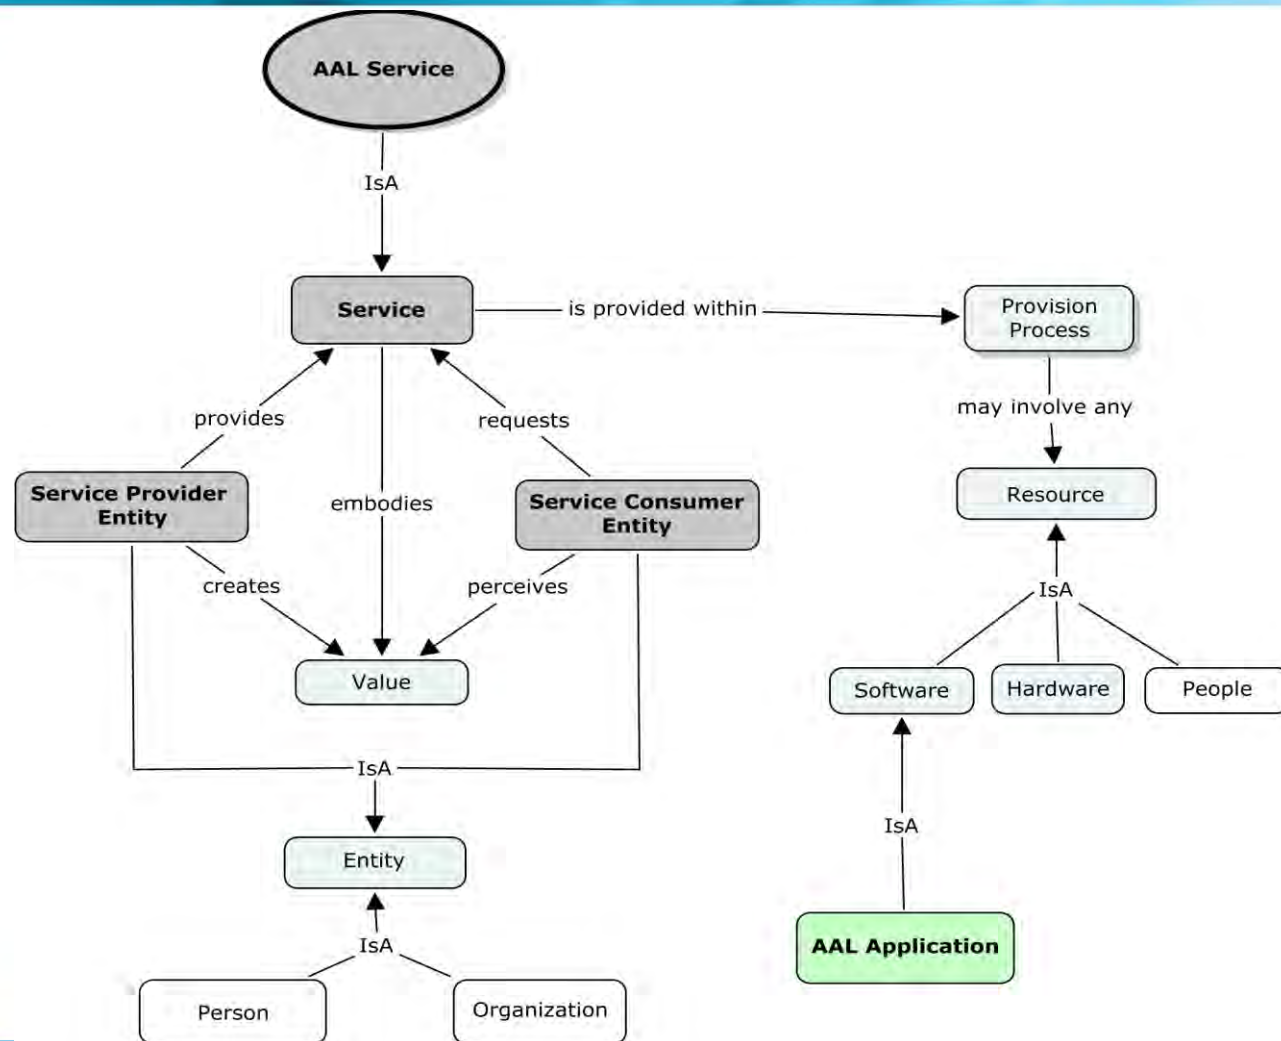 AAL Service
IsA
Service
is provided within
Provision
Process
provides
requests
may involve any
Service Provider
Entity
embodies
Service Consumer
Entity
Resource
creates
perceives
IsA
Value
Software
Hardware
People
IsA
IsA
Entity
AAL Application
IsA
Person
Organization